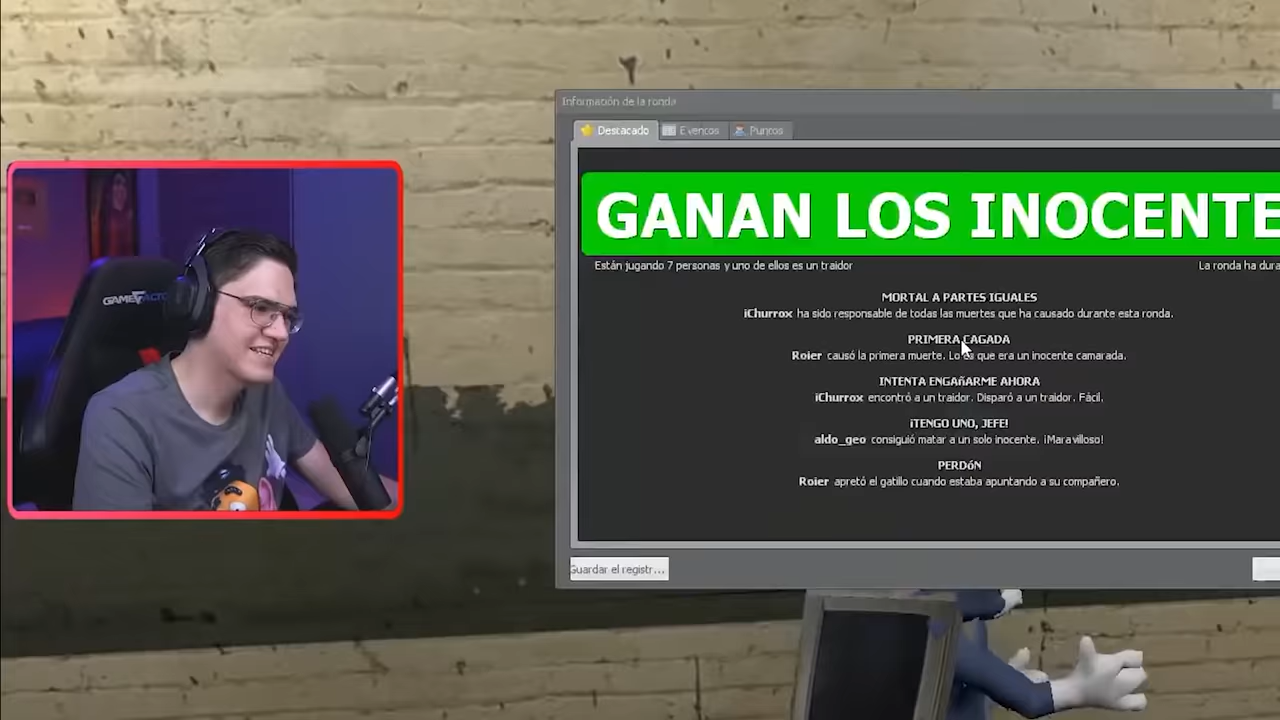 Información de la ronda
Destacado
Eventos
Puntos
GANAN LOS INOCENTE
Están jugando 7 personas y uno de ellos es un traidor
La ronda ha dura
MORTAL A PARTES IGUALES
iChurrox ha sido responsable de todas las muertes que ha causado durante esta ronda.
PRIMERA CAGADA
Roier causó la primera muerte. Lo es que era un inocente camarada.
INTENTA ENGAñARME AHORA
iChurrox encontró a un traidor. Disparó a un traidor. Fácil.
¡TENGO UNO, JEFE!
aldo_geo consiguió matar a un solo inocente. ¡Maravilloso!
PERDóN
Roier apretó el gatillo cuando estaba apuntando a su compañero.
Guardar el registr...
GAMEFACTO